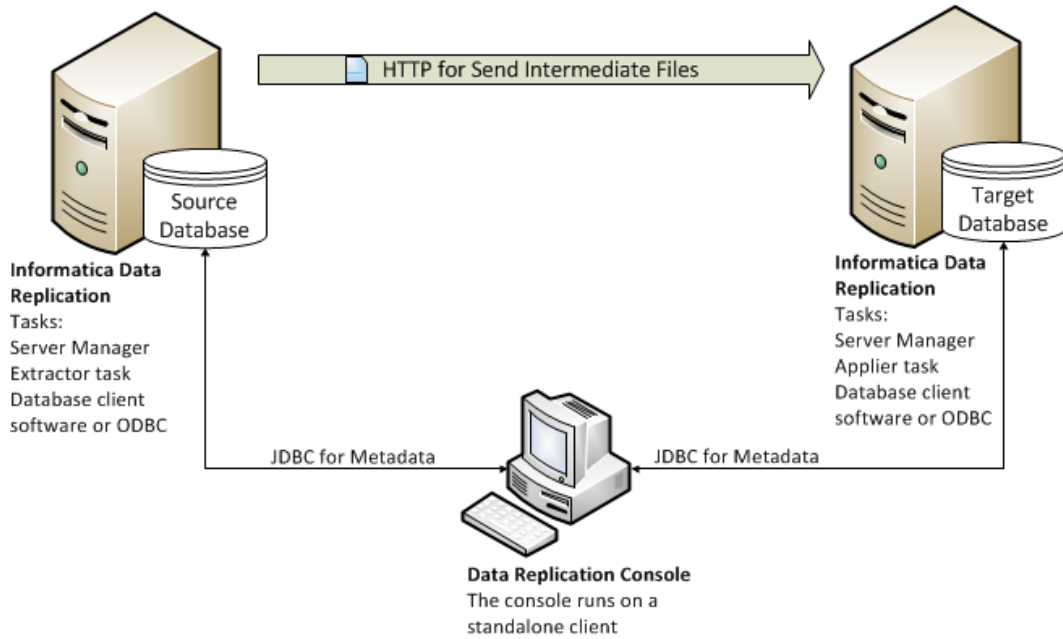 HTTP for Send Intermediate Files
Source
Database
Target
Database
Informatica Data
Replication
Tasks:
Server Manager
Extractor task
Database client
software or ODBC
Informatica Data
Replication
Tasks:
Server Manager
Applier task
Database client
software or ODBC
JDBC for Metadata
JDBC for Metadata
Data Replication Console
The console runs on a
standalone client